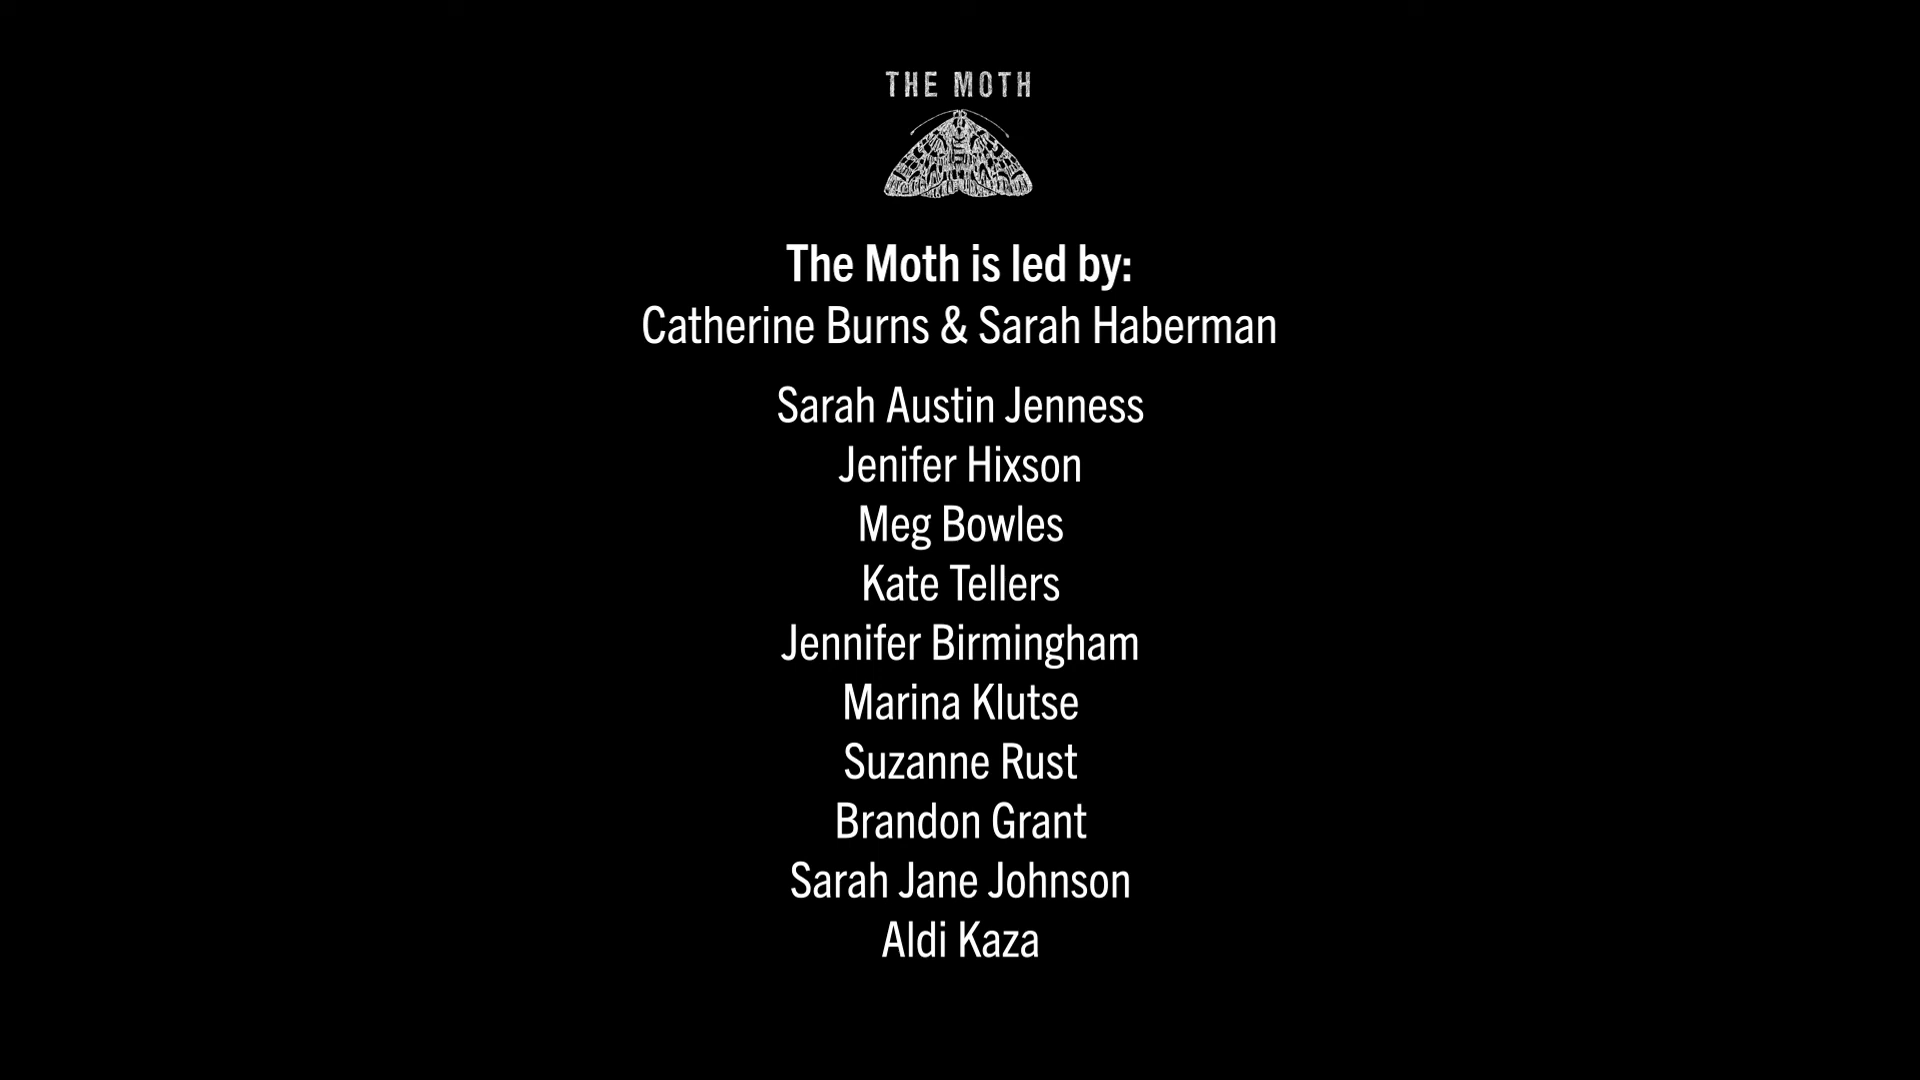 THE MOTH
The Moth is led by:
Catherine Burns & Sarah Haberman
Sarah Austin Jenness
Jenifer Hixson
Meg Bowles
Kate Tellers
Jennifer Birmingham
Marina Klutse
Suzanne Rust
Brandon Grant
Sarah Jane Johnson
Aldi Kaza